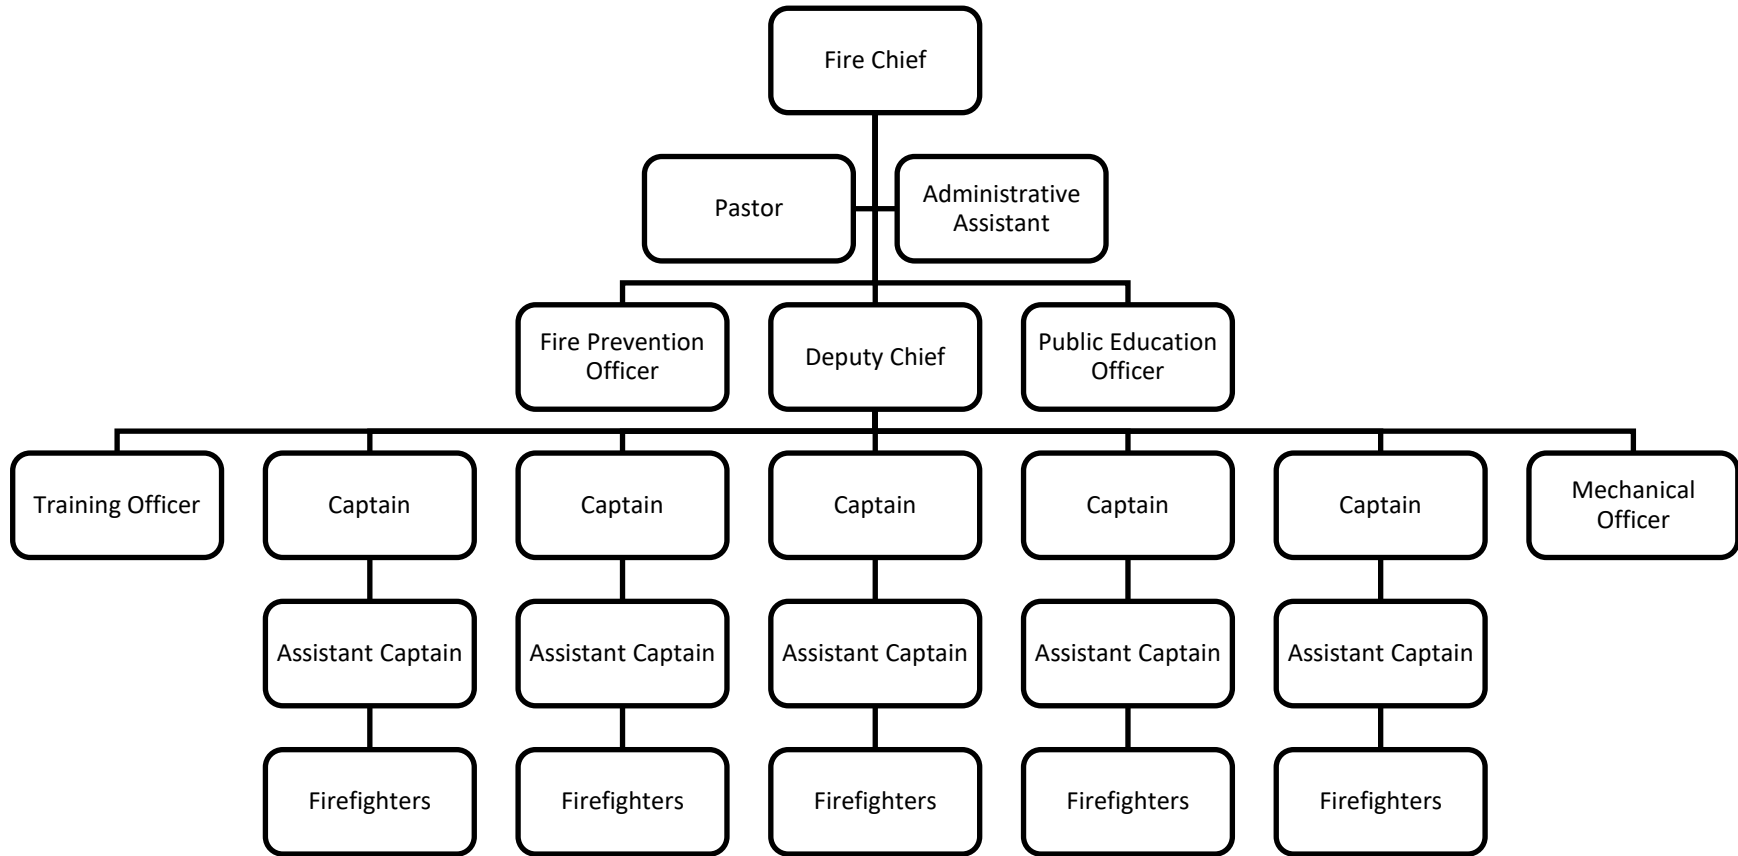 Fire Chief
Pastor
Administrative
Assistant
Fire Prevention
Officer
Deputy Chief
Public Education
Officer
Training Officer
Captain
Captain
Captain
Captain
Captain
Mechanical
Officer
Assistant Captain
Assistant Captain
Assistant Captain
Assistant Captain
Assistant Captain
Firefighters
Firefighters
Firefighters
Firefighters
Firefighters